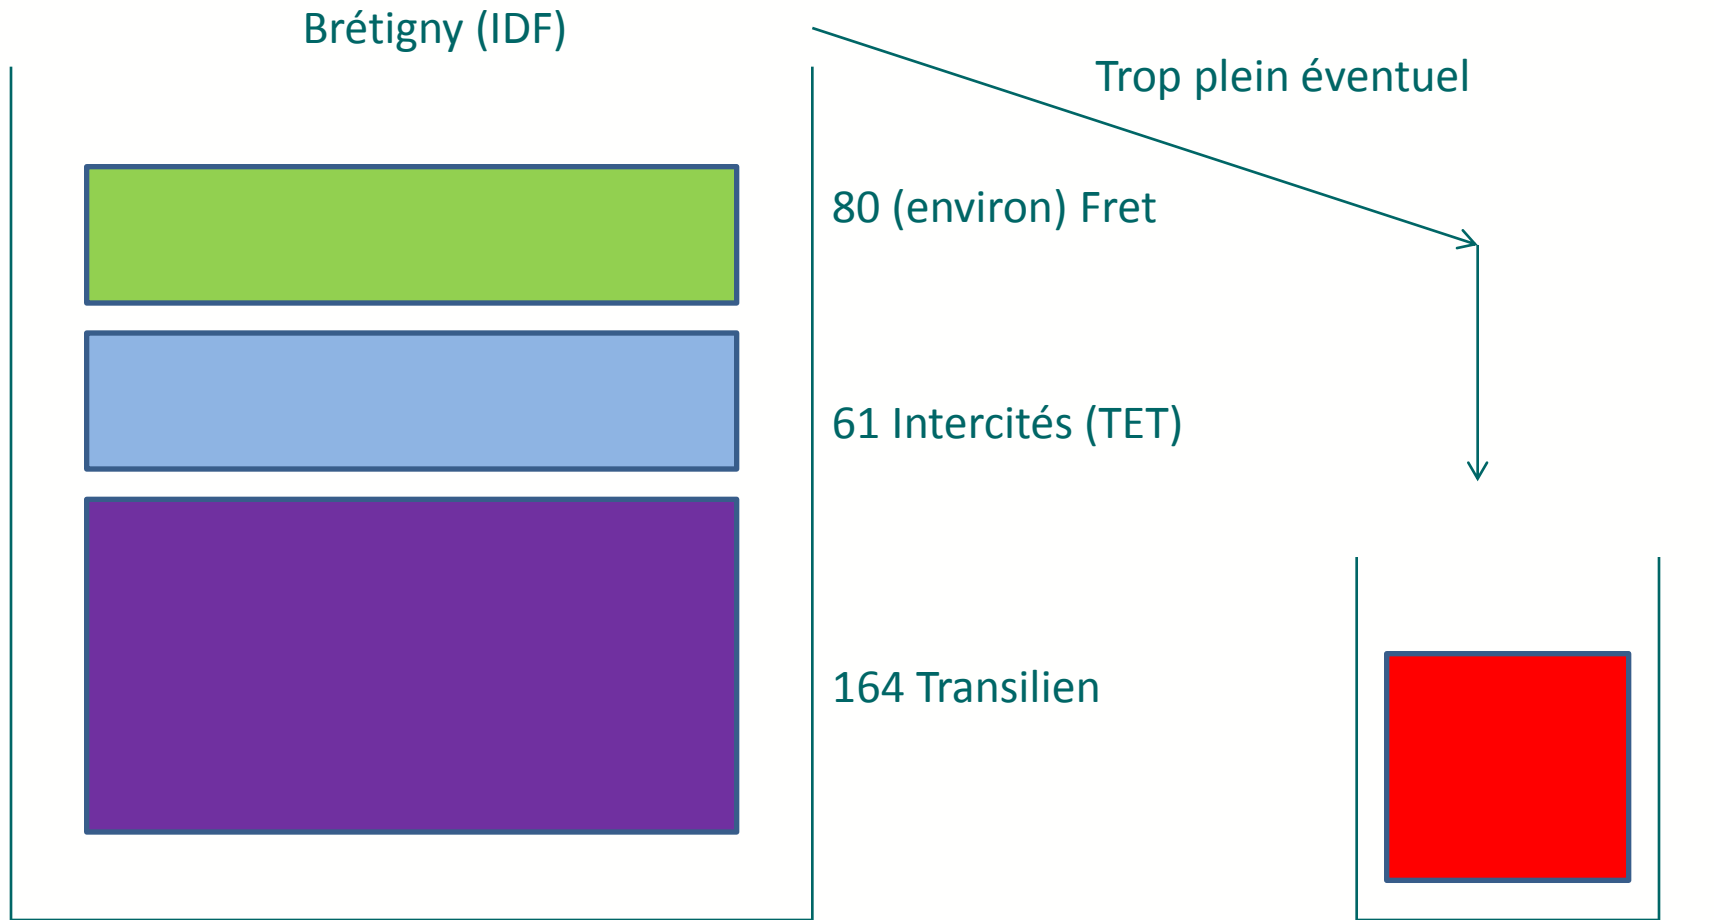 Brétigny (IDF)
Trop plein éventuel
80 (environ) Fret
61 Intercités (TET)
164 Transilien